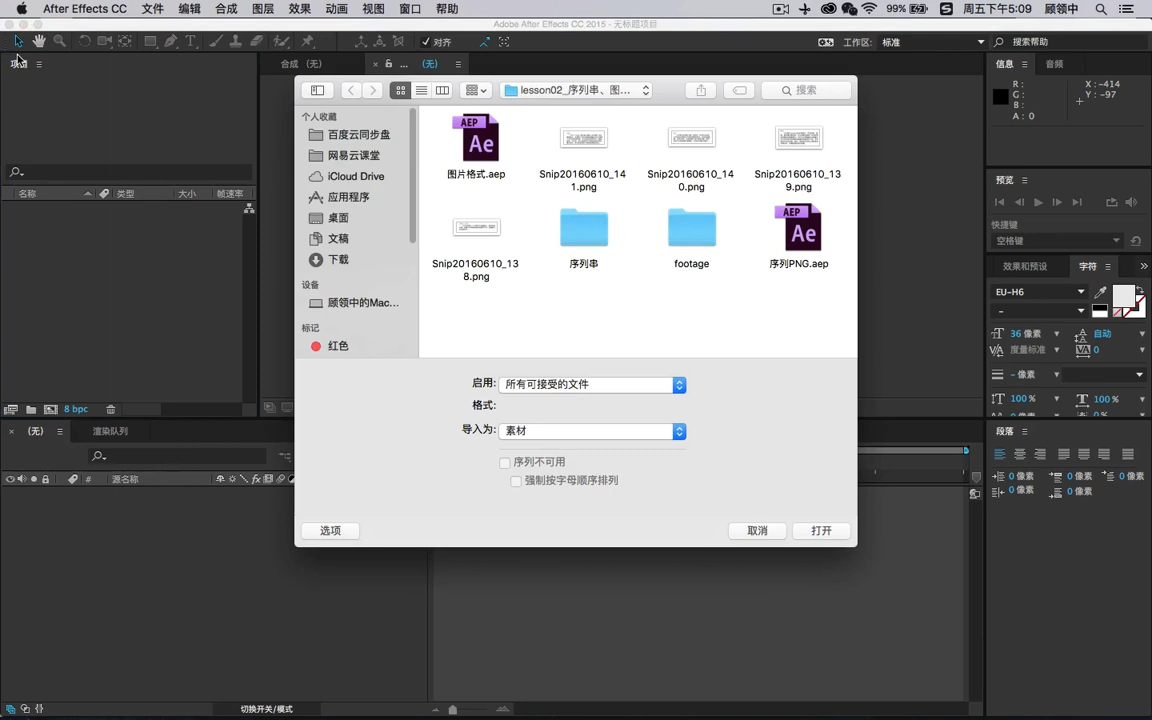 After Effects CC 文件 编辑 合成 图层 效果 动画 视图 窗口 帮助 99% 周五下午5:09 顾领中
Adobe After Effects CC 2015 - 无标题项目
对齐 工作区: 标准 搜索帮助
合成 (无) ... (无) 信息 音频
lesson02_序列串、图... 搜索
R: X: -414
G: Y: -97
B:
A: 0
个人收藏
百度云同步盘
网易云课堂
iCloud Drive
应用程序
桌面
文稿
下载
设备
顾领中的Mac...
标记
红色
图片格式.aep
Snip20160610_14
1.png
Snip20160610_14
0.png
Snip20160610_13
9.png
Snip20160610_13
8.png
序列串
footage
序列PNG.aep
启用: 所有可接受的文件
格式:
导入为: 素材
序列不可用
强制按字母顺序排列
选项 取消 打开
名称 类型 大小 帧速率
8 bpc
(无) 渲染队列
# 源名称
切换开关/模式
预览
快捷键
空格键
效果和预设 字符
EU-H6
-
36 像素 自动
度量标准 0
- 像素
100% 100%
段落
0 像素 0 像素 0 像素
0 像素 0 像素